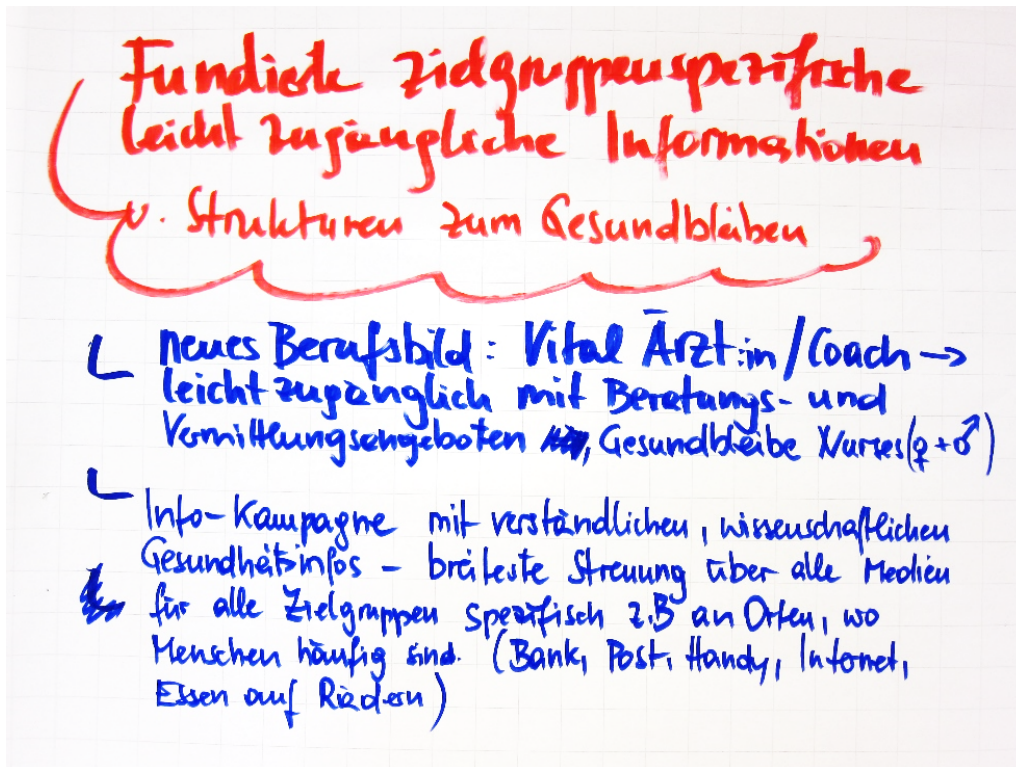 Fundierte zielgruppenspezifische
leicht zugängliche Informationen
u. Strukturen zum Gesundbleiben
neues Berufsbild: Vital Ärzt:in/Coach →
leicht zugänglich mit Beratungs- und
Vermittlungsangeboten , Gesundbleibe Nurses (♀+♂)
Info-Kampagne mit verständlichen, wissenschaftlichen
Gesundheitsinfos – breiteste Streuung über alle Medien
für alle Zielgruppen spezifisch z.B an Orten, wo
Menschen häufig sind. (Bank, Post, Handy, Internet,
Essen auf Rädern)